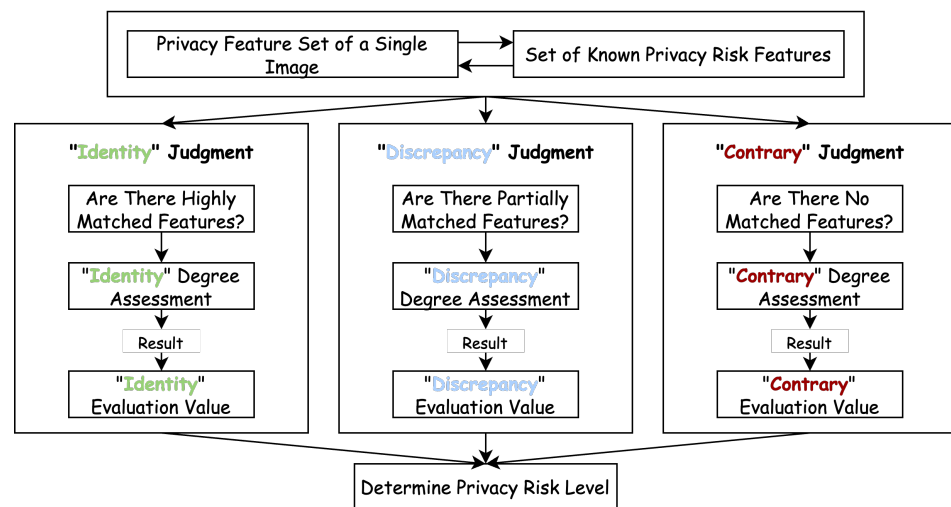 Privacy Feature Set of a Single
Image
Set of Known Privacy Risk Features
"Identity" Judgment
Are There Highly
Matched Features?
"Identity" Degree
Assessment
Result
"Identity"
Evaluation Value
"Discrepancy" Judgment
Are There Partially
Matched Features?
"Discrepancy"
Degree Assessment
Result
"Discrepancy"
Evaluation Value
"Contrary" Judgment
Are There No
Matched Features?
"Contrary" Degree
Assessment
Result
"Contrary"
Evaluation Value
Determine Privacy Risk Level